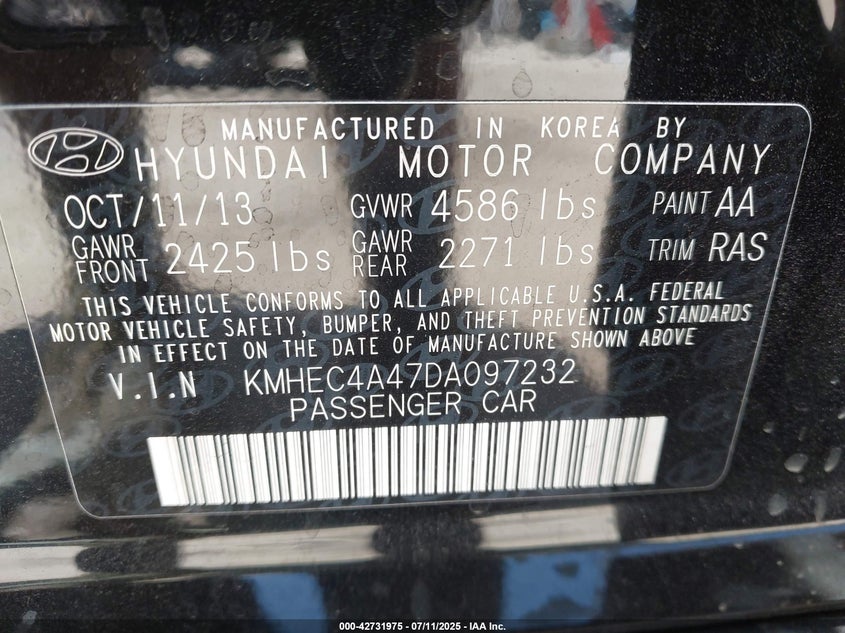 MANUFACTURED IN KOREA BY
HYUNDAI MOTOR COMPANY
OCT/11/13 GVWR 4586 lbs PAINT AA
GAWR FRONT 2425 lbs GAWR REAR 2271 lbs TRIM RAS
THIS VEHICLE CONFORMS TO ALL APPLICABLE U.S.A. FEDERAL
MOTOR VEHICLE SAFETY, BUMPER, AND THEFT PREVENTION STANDARDS
IN EFFECT ON THE DATE OF MANUFACTURE SHOWN ABOVE
V.I.N KMHEC4A47DA097232
PASSENGER CAR
000-42731975 - 07/11/2025 - IAA Inc.